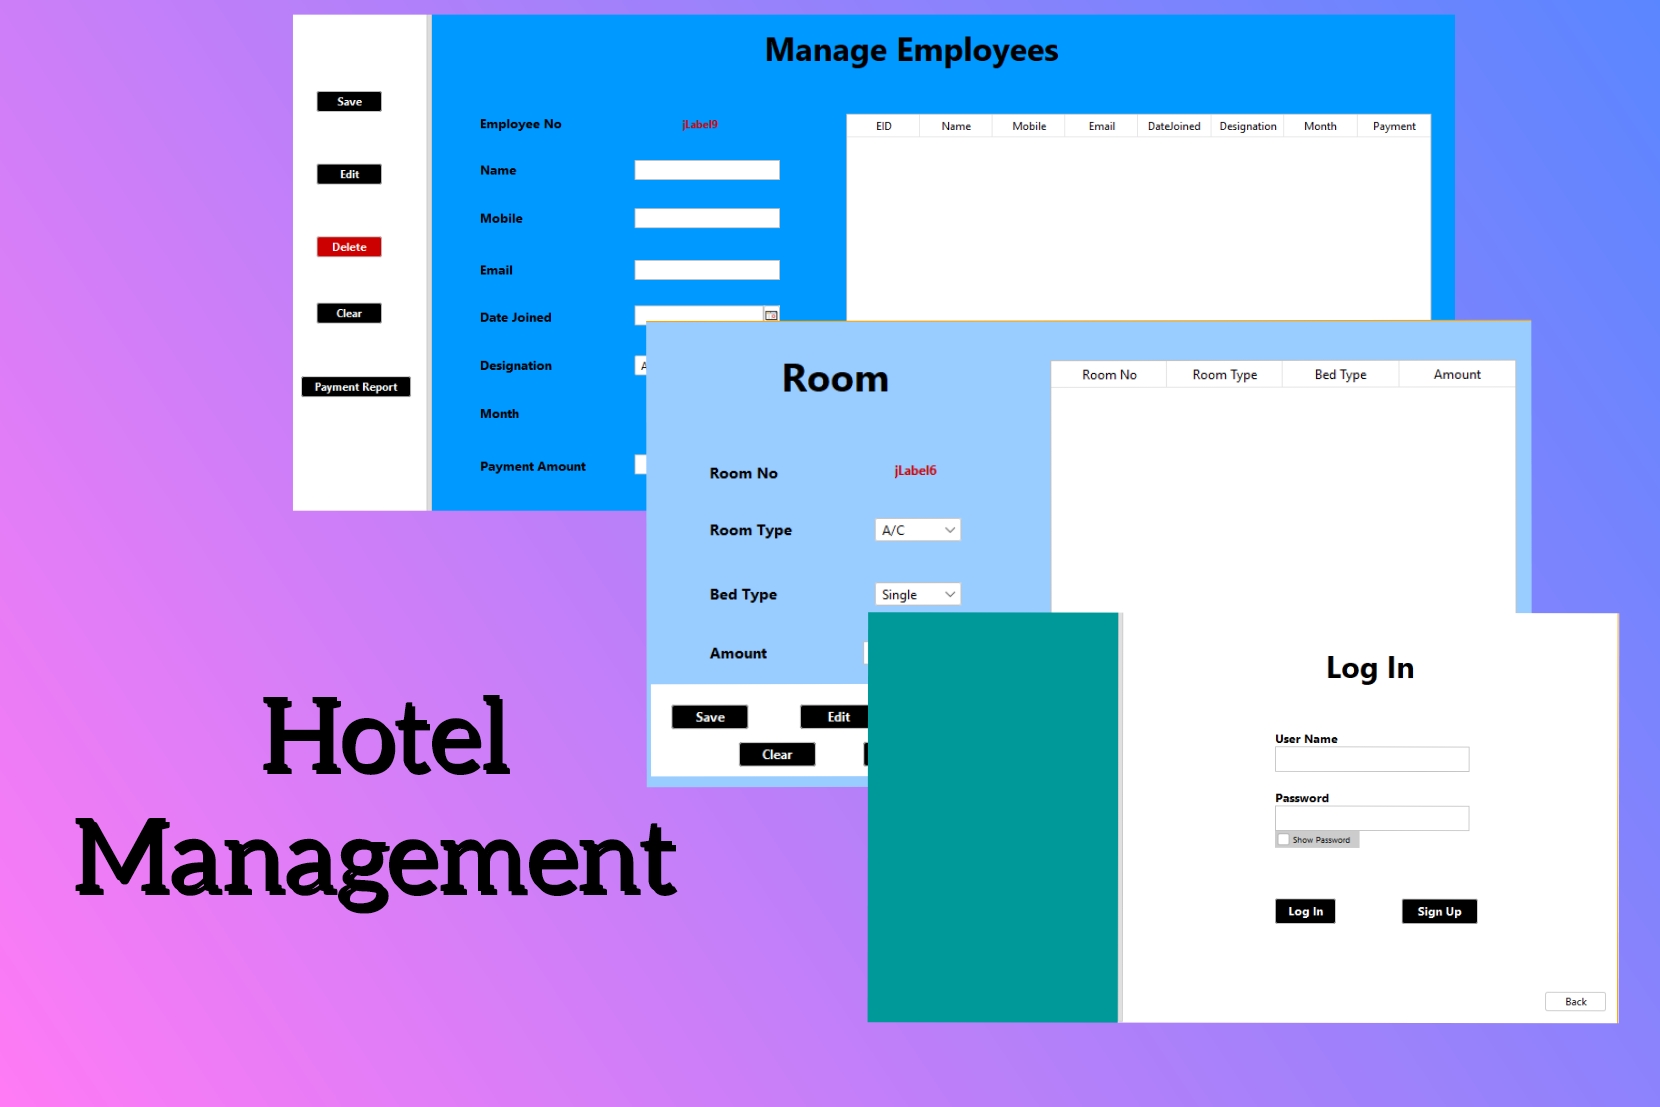 Manage Employees
Save
Edit
Delete
Clear
Payment Report
Employee No jLabel9
Name
Mobile
Email
Date Joined
Designation A
Month
Payment Amount
EID Name Mobile Email DateJoined Designation Month Payment
Room
Room No jLabel6
Room Type A/C
Bed Type Single
Amount
Save Edit
Clear
Room No Room Type Bed Type Amount
Log In
User Name
Password
Show Password
Log In Sign Up
Back
Hotel
Management